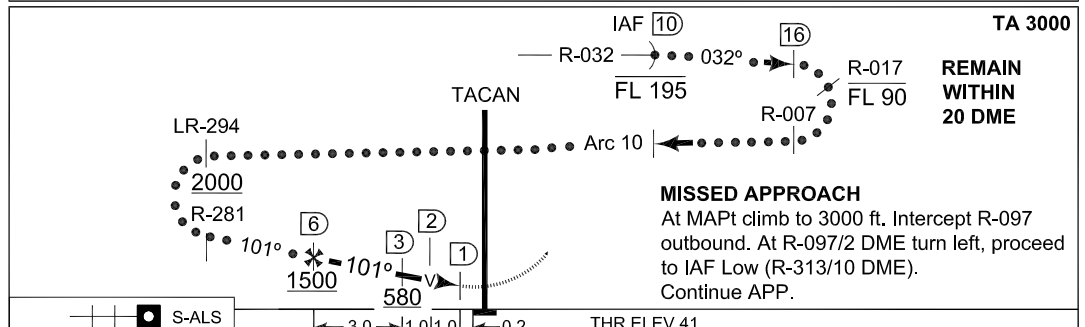 IAF 10
16
TA 3000
R-032
032º
FL 195
R-017
FL 90
REMAIN
WITHIN
20 DME
TACAN
R-007
LR-294
Arc 10
2000
R-281
101º
6
1500
101º
3
580
2
V
1
MISSED APPROACH
At MAPt climb to 3000 ft. Intercept R-097
outbound. At R-097/2 DME turn left, proceed
to IAF Low (R-313/10 DME).
Continue APP.
S-ALS
3.0
1.0
1.0
0.2
THR ELEV 41